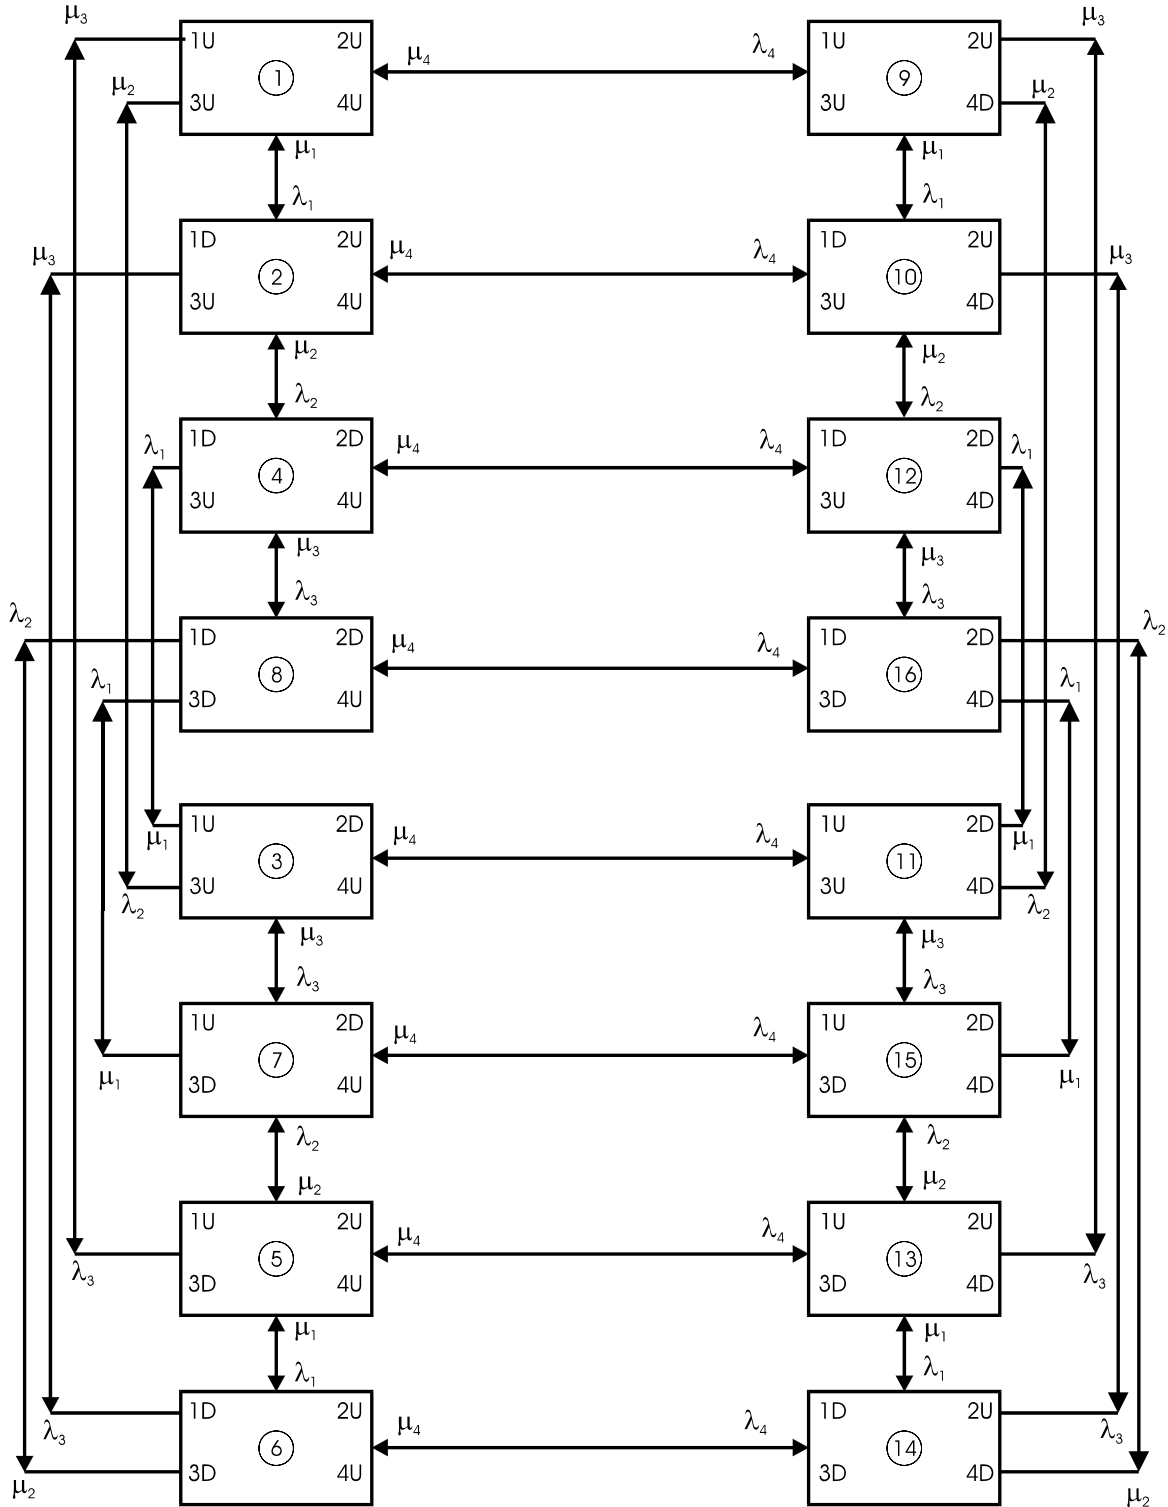 μ₃ μ₃
1U 2U μ₄ λ₄ 1U 2U
1 9
μ₂ μ₂
3U 4U 3U 4D
μ₁ μ₁
λ₁ λ₁
1D 2U μ₄ λ₄ 1D 2U
μ₃ μ₃
2 10
3U 4U 3U 4D
μ₂ μ₂
λ₂ λ₂
1D 2D μ₄ λ₄ 1D 2D
λ₁ λ₁
4 12
3U 4U 3U 4D
μ₃ μ₃
λ₃ λ₃
λ₂ λ₂
1D 2D μ₄ λ₄ 1D 2D
8 16
λ₁ λ₁
3D 4U 3D 4D
1U 2D μ₄ λ₄ 1U 2D
μ₁ μ₁
3 11
3U 4U 3U 4D
λ₂ λ₂
μ₃ μ₃
λ₃ λ₃
1U 2D μ₄ λ₄ 1U 2D
7 15
μ₁ μ₁
3D 4U 3D 4D
λ₂ λ₂
μ₂ μ₂
1U 2U μ₄ λ₄ 1U 2U
5 13
λ₃ λ₃
3D 4U 3D 4D
μ₁ μ₁
λ₁ λ₁
1D 2U μ₄ λ₄ 1D 2U
λ₃ λ₃
6 14
3D 4U 3D 4D
μ₂ μ₂